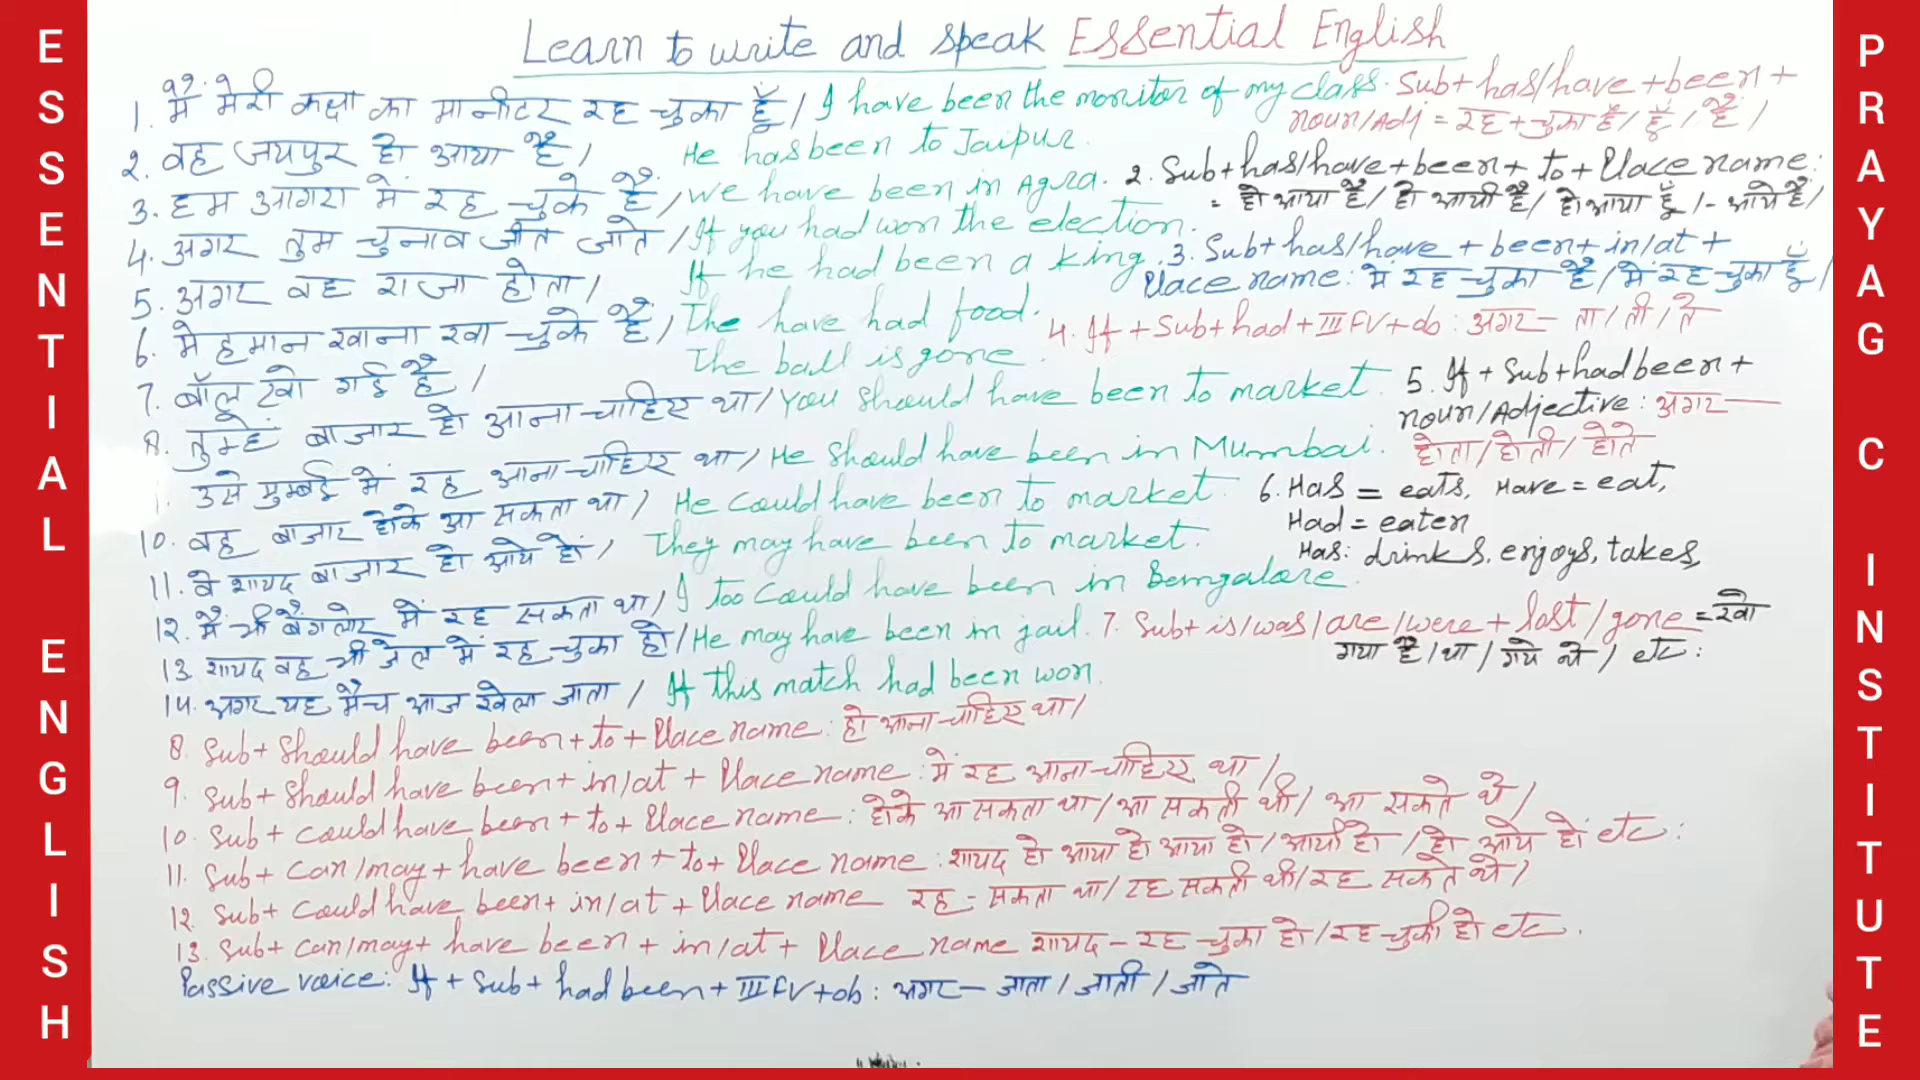 ESSENTIAL ENGLISH
Learn to write and speak Essential English
1. मैं मेरी कक्षा का मानीटर रह चुका हूँ / I have been the monitor of my class. Sub + has/have + been +
noun/Adj = रह + चुका है / हूँ / हैं /
2. वह जयपुर हो आया है / He has been to Jaipur.
2. Sub + has/have + been + to + Place name:
= हो आया है / हो आयी है / हो आया हूँ / - आये हैं /
3. हम आगरा में रह चुके हैं / We have been in Agra.
3. Sub + has/have + been + in/at +
Place name: में रह चुका है / में रह चुका हूँ /
4. अगर तुम चुनाव जीत जाते / If you had won the election.
4. If + Sub + had + III FV + ob: अगर - ता / ती / ते
5. अगर वह राजा होता / If he had been a king.
5. If + Sub + had been +
noun/Adjective: अगर —
होता / होती / होते
6. मेहमान खाना खा चुके हैं / The have had food.
6. Has = eats, Have = eat,
Had = eaten
Has: drinks, enjoys, takes,
7. बॉल खो गई है / The ball is gone.
7. Sub + is/was/are/were + lost/gone = खो
गया है / था / गये थे / etc:
8. तुम्हें बाजार हो आना चाहिए था / You should have been to market.
उसे मुम्बई में रह आना चाहिए था / He should have been in Mumbai.
10. वह बाजार होके आ सकता था / He could have been to market.
11. वे शायद बाजार हो आये हों / They may have been to market.
12. मैं भी बैंगलोर में रह सकता था / I too could have been in Bemgalore.
13. शायद वह भी जेल में रह चुका हो / He may have been in jail.
14. अगर यह मैच आज खेला जाता / If this match had been won.
8. Sub + should have been + to + Place name: हो आना चाहिए था /
9. Sub + should have been + in/at + Place name: में रह आना चाहिए था /
10. Sub + could have been + to + Place name: होके आ सकता था / आ सकती थी / आ सकते थे /
11. Sub + can/may + have been + to + Place name: शायद हो आया हो आया हो / आयी हो / हो आये हों etc:
12. Sub + could have been + in/at + Place name रह - सकता था / रह सकती थी / रह सकते थे /
13. Sub + can/may + have been + in/at + Place name शायद - रह चुका हो / रह चुकी हो etc.
Passive voice: If + Sub + had been + III FV + ob: अगर - जाता / जाती / जाते
PRAYAG C INSTITUTE